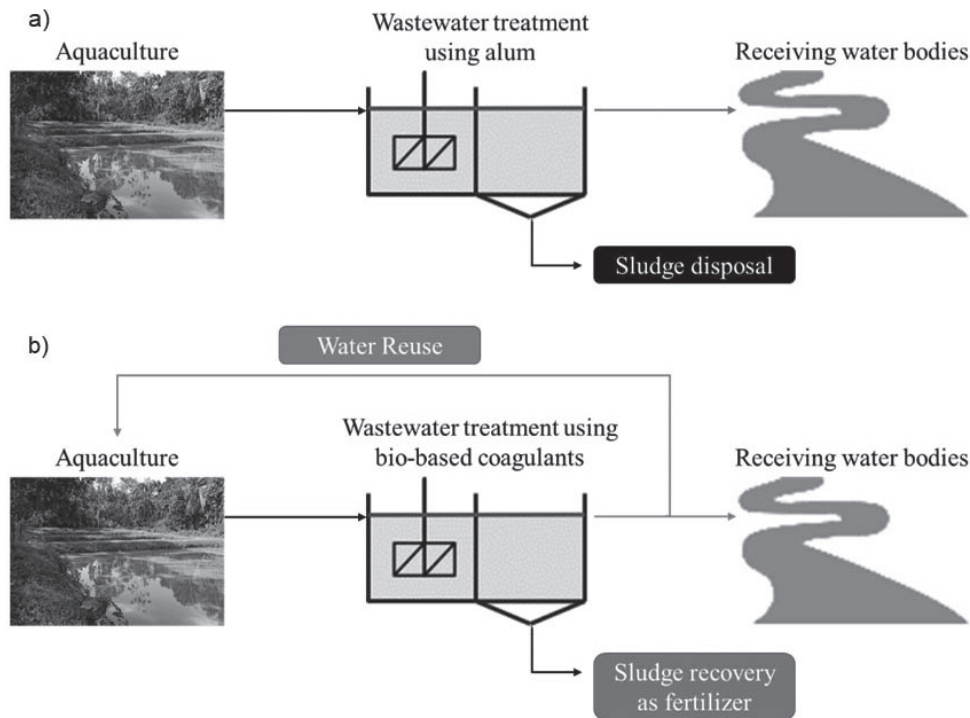 a)
Wastewater treatment
using alum
Aquaculture
Receiving water bodies
Sludge disposal
b)
Water Reuse
Wastewater treatment using
bio-based coagulants
Aquaculture
Receiving water bodies
Sludge recovery
as fertilizer